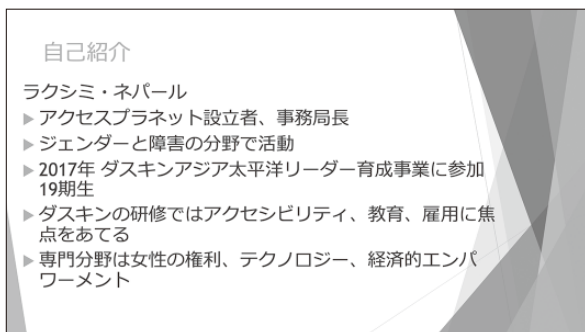 自己紹介
ラクシミ・ネパール
▶ アクセスプラネット設立者、事務局長
▶ ジェンダーと障害の分野で活動
▶ 2017年 ダスキンアジア太平洋リーダー育成事業に参加
19期生
▶ ダスキンの研修ではアクセシビリティ、教育、雇用に焦
点をあてる
▶ 専門分野は女性の権利、テクノロジー、経済的エンパ
ワーメント